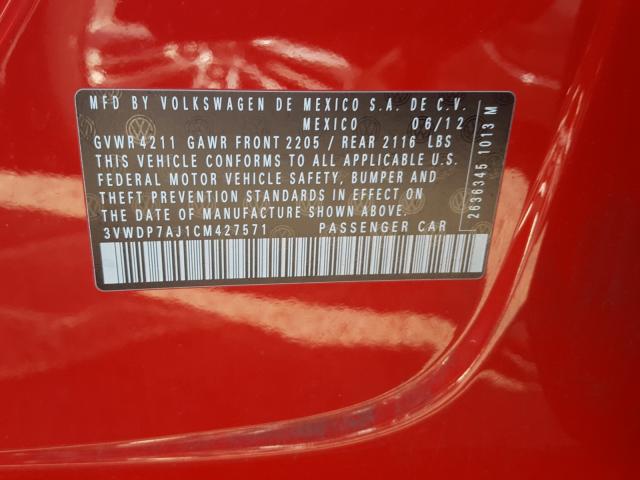 MFD BY VOLKSWAGEN DE MEXICO S.A. DE C.V.
MEXICO 06/12
GVWR 4211 GAWR FRONT 2205 / REAR 2116 LBS
THIS VEHICLE CONFORMS TO ALL APPLICABLE U.S.
FEDERAL MOTOR VEHICLE SAFETY, BUMPER AND
THEFT PREVENTION STANDARDS IN EFFECT ON
THE DATE OF MANUFACTURE SHOWN ABOVE.
3VWDP7AJ1CM427571 PASSENGER CAR
2636345 1013 M